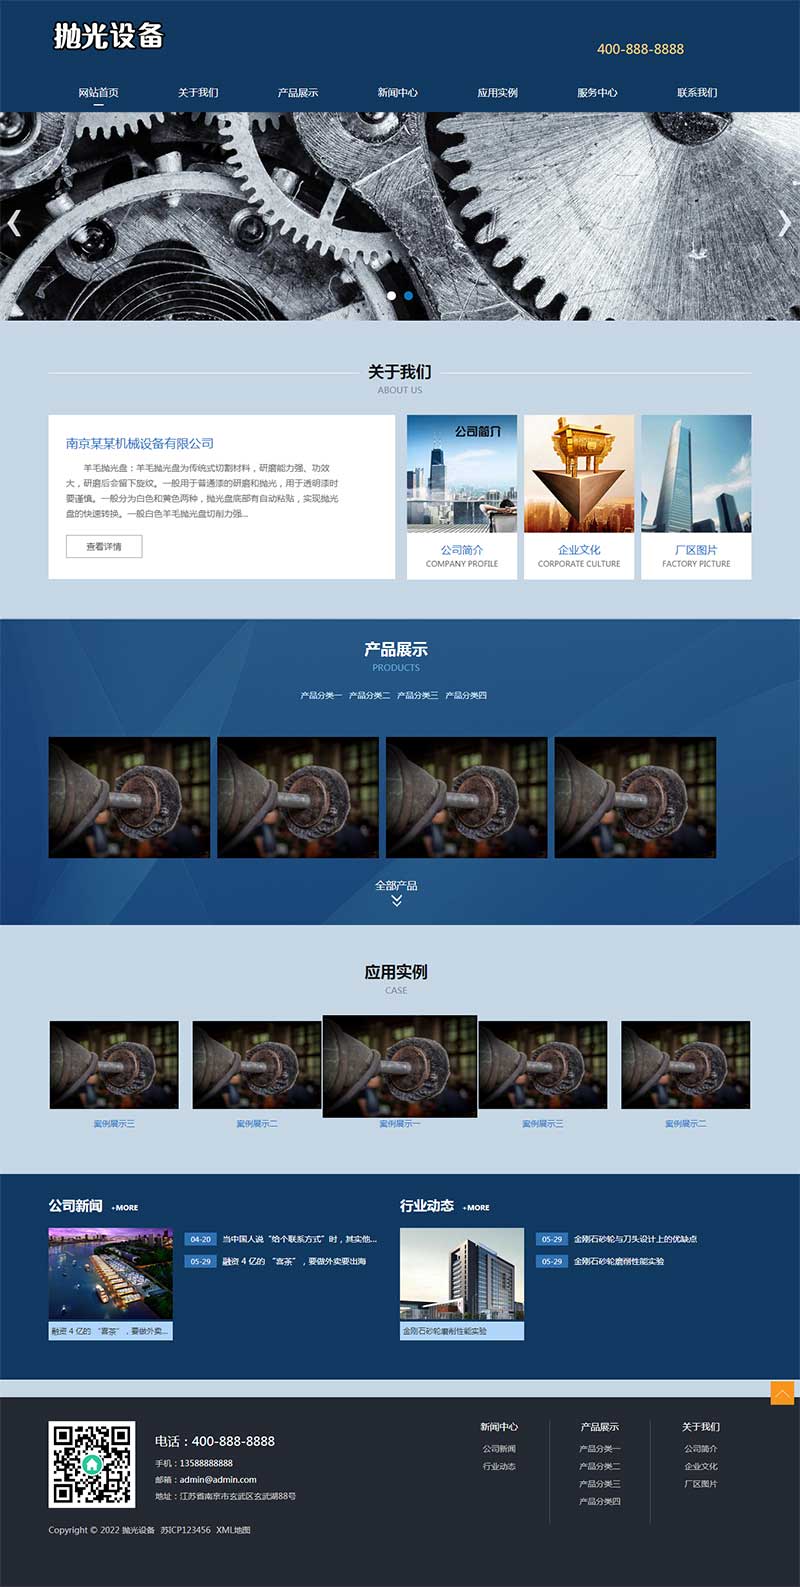 抛光设备
400-888-8888
网站首页 关于我们 产品展示 新闻中心 应用实例 服务中心 联系我们
关于我们
ABOUT US
南京某某机械设备有限公司
羊毛抛光盘：羊毛抛光盘为传统式切割材料，研磨能力强、功效
大，研磨后会留下旋纹。一般用于普通漆的研磨和抛光，用于透明漆时
要谨慎。一般分为白色和黄色两种，抛光盘底部有自动粘贴，实现抛光
盘的快速转换。一般白色羊毛抛光盘切削力强...
查看详情
公司简介
公司简介 企业文化 厂区图片
COMPANY PROFILE CORPORATE CULTURE FACTORY PICTURE
产品展示
PRODUCTS
产品分类一 产品分类二 产品分类三 产品分类四
全部产品
应用实例
CASE
案例展示三 案例展示二 案例展示一 案例展示三 案例展示二
公司新闻 +MORE
04-20 当中国人说“给个联系方式”时，其实他...
05-29 融资 4 亿的 “喜茶” ，要做外卖要出海
融资 4 亿的 “喜茶” ，要做外卖...
行业动态 +MORE
05-29 金刚石砂轮与刀头设计上的优缺点
05-29 金刚石砂轮磨削性能实验
金刚石砂轮磨削性能实验
电话：400-888-8888
手机：13588888888
邮箱：admin@admin.com
地址：江苏省南京市玄武区玄武湖88号
新闻中心
公司新闻
行业动态
产品展示
产品分类一
产品分类二
产品分类三
产品分类四
关于我们
公司简介
企业文化
厂区图片
Copyright © 2022 抛光设备 苏ICP123456 XML地图